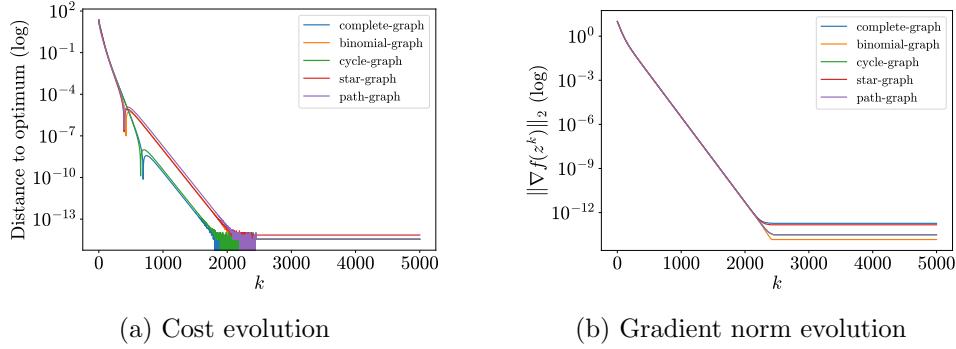 Distance to optimum (log)
10^2
10^{-1}
10^{-4}
10^{-7}
10^{-10}
10^{-13}
0 1000 2000 3000 4000 5000
k
complete-graph
binomial-graph
cycle-graph
star-graph
path-graph
(a) Cost evolution
||∇f(z^k)||_2 (log)
10^0
10^{-3}
10^{-6}
10^{-9}
10^{-12}
0 1000 2000 3000 4000 5000
k
complete-graph
binomial-graph
cycle-graph
star-graph
path-graph
(b) Gradient norm evolution